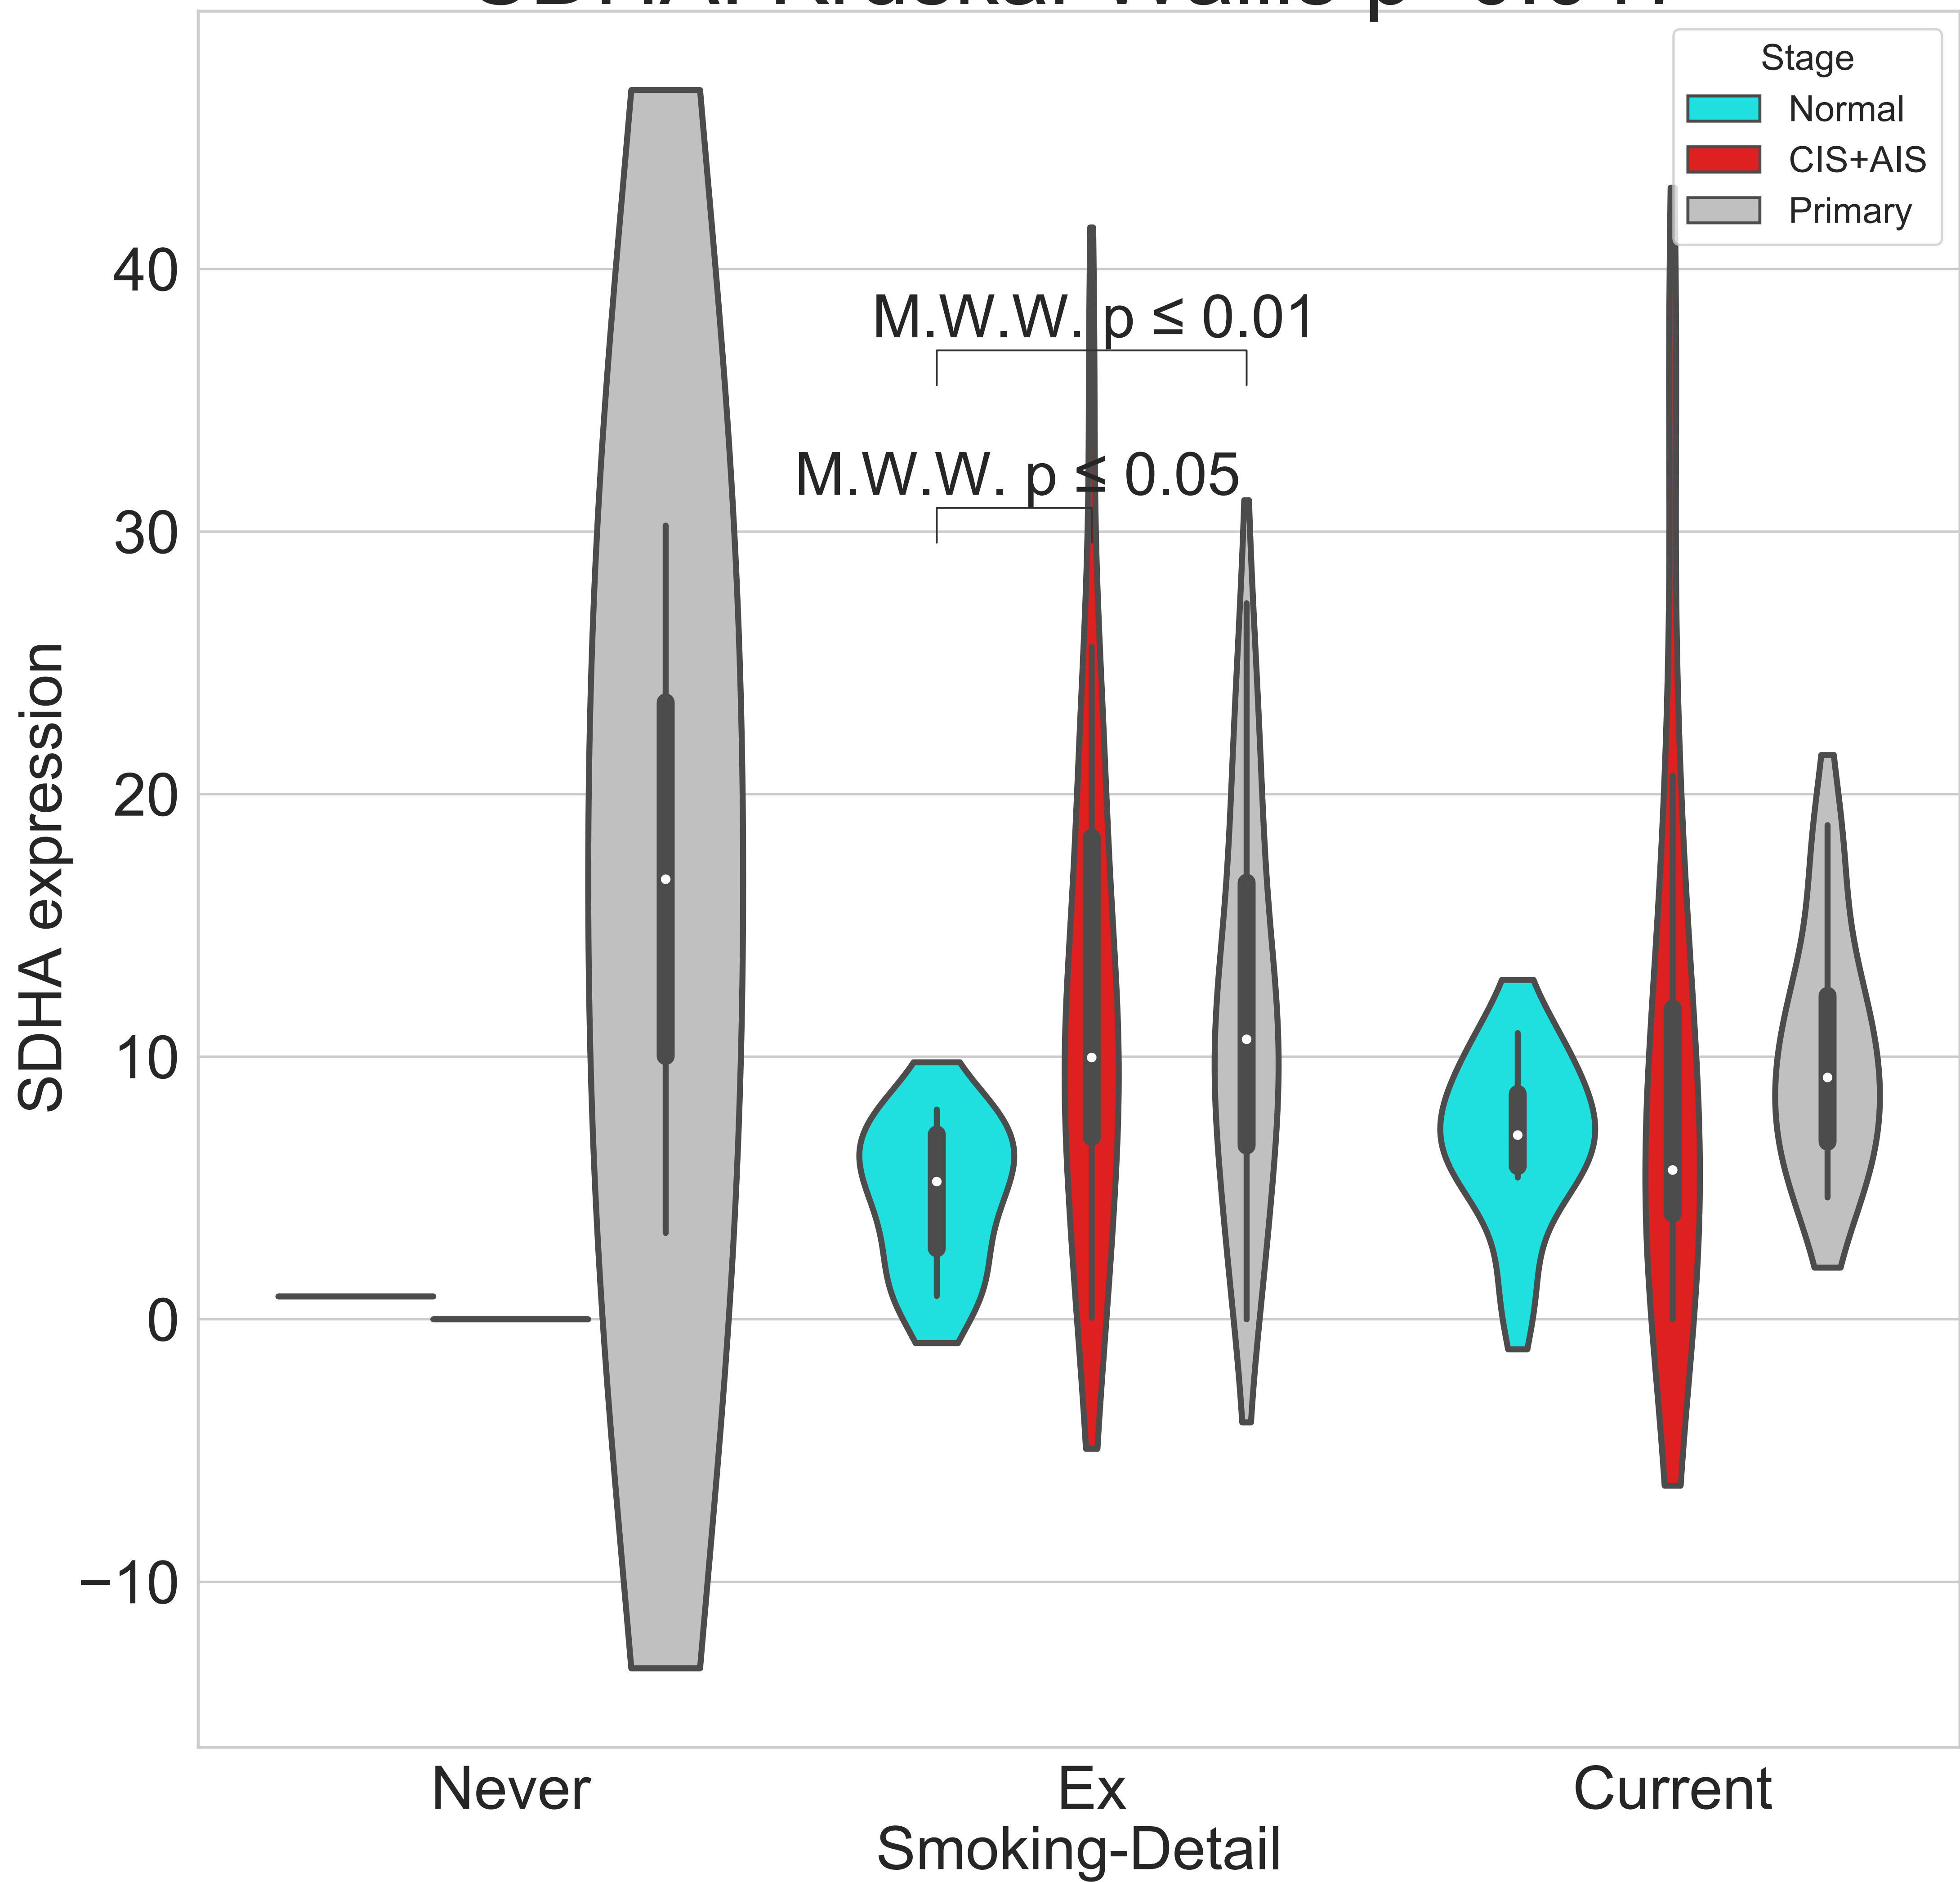 Stage
Normal
CIS+AIS
Primary
40
M.W.W. p ≤ 0.01
M.W.W. p ≤ 0.05
30
20
10
0
−10
SDHA expression
Never
Ex
Current
Smoking-Detail